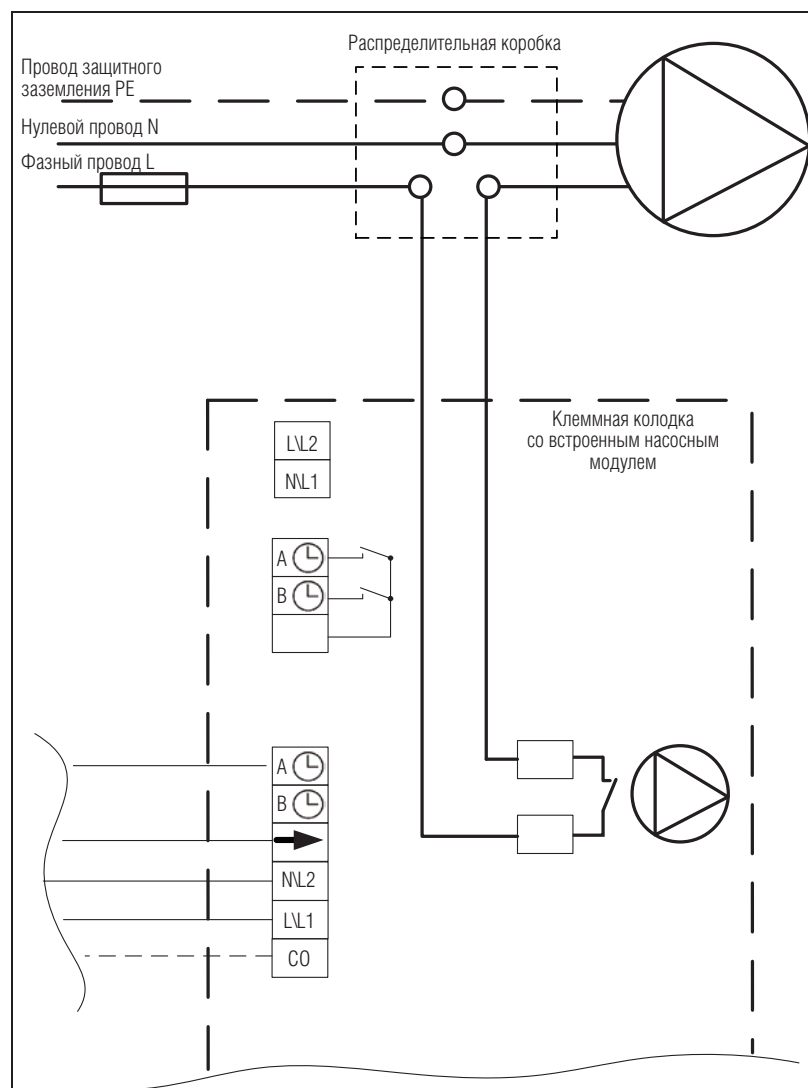 Распределительная коробка
Провод защитного
заземления PE
Нулевой провод N
Фазный провод L
Клеммная колодка
со встроенным насосным
модулем
L\L2
N\L1
A
B
A
B
N\L2
L\L1
CO